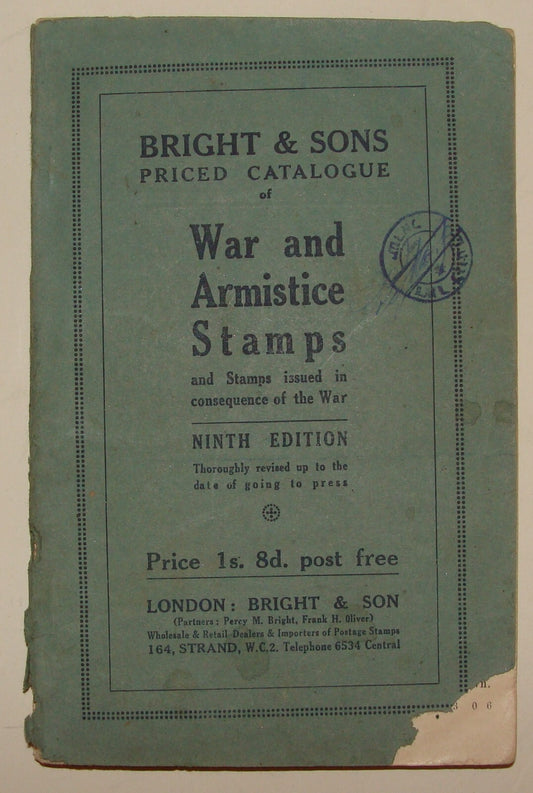 BRIGHT & SONS
PRICED CATALOGUE
of
War and
Armistice
Stamps
and Stamps issued in
consequence of the War
NINTH EDITION
Thoroughly revised up to the
date of going to press
Price 1s. 8d. post free
LONDON: BRIGHT & SON
(Partners: Percy M. Bright, Frank H. Oliver)
Wholesale & Retail Dealers & Importers of Postage Stamps
164, STRAND, W.C.2. Telephone 6534 Central
0 6